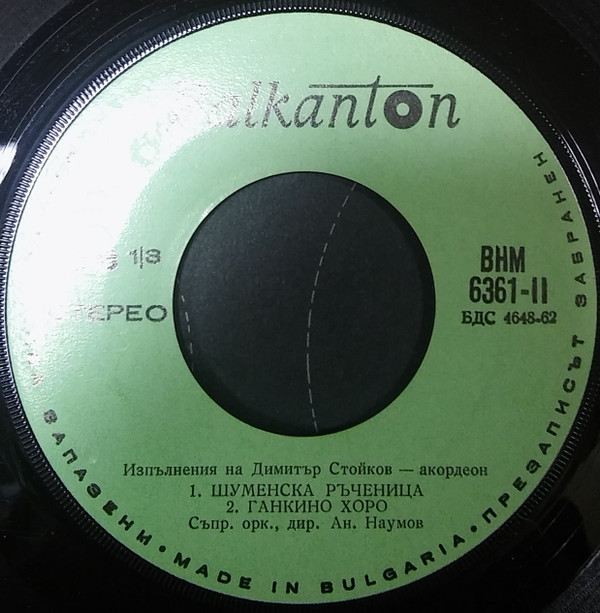 Balkanton
1|3
СТЕРЕО
ВНМ
6361-II
БДС 4648-62
Изпълнения на Димитър Стойков — акордеон
1. ШУМЕНСКА РЪЧЕНИЦА
2. ГАНКИНО ХОРО
Съпр. орк., дир. Ан. Наумов
ЗАПАЗЕНИ • MADE IN BULGARIA • ПРЕЗАПИСЪТ ЗАБРАНЕН